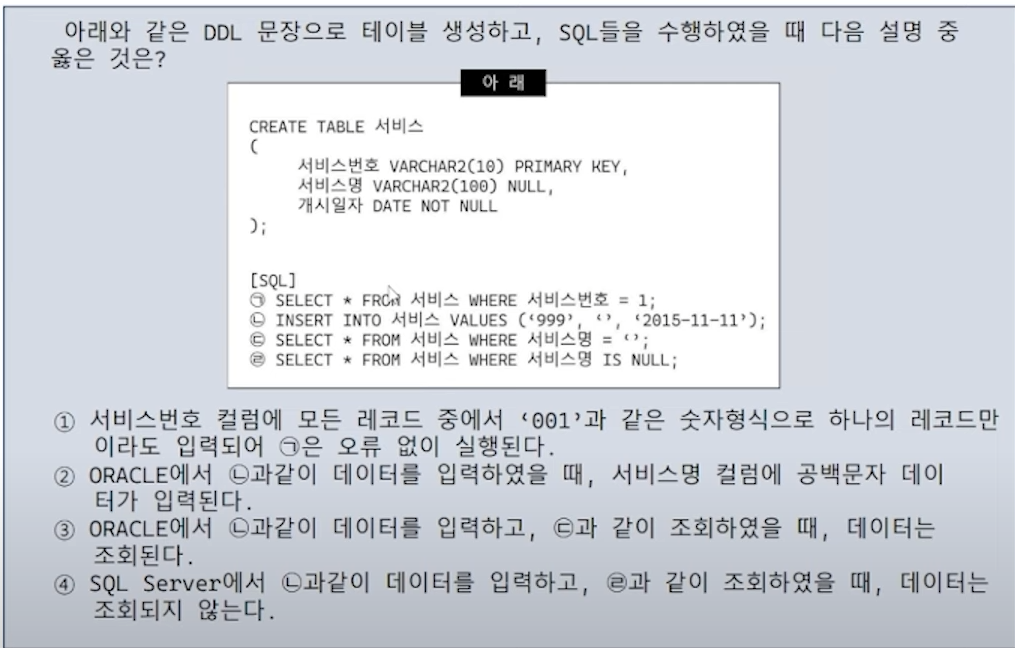 아래와 같은 DDL 문장으로 테이블 생성하고, SQL들을 수행하였을 때 다음 설명 중
옳은 것은?
아 래
CREATE TABLE 서비스
(
서비스번호 VARCHAR2(10) PRIMARY KEY,
서비스명 VARCHAR2(100) NULL,
개시일자 DATE NOT NULL
);
[SQL]
㉠ SELECT * FROM 서비스 WHERE 서비스번호 = 1;
㉡ INSERT INTO 서비스 VALUES (‘999’, ‘’, ‘2015-11-11’);
㉢ SELECT * FROM 서비스 WHERE 서비스명 = ‘’;
㉣ SELECT * FROM 서비스 WHERE 서비스명 IS NULL;
① 서비스번호 컬럼에 모든 레코드 중에서 ‘001’과 같은 숫자형식으로 하나의 레코드만
이라도 입력되어 ㉠은 오류 없이 실행된다.
② ORACLE에서 ㉡과같이 데이터를 입력하였을 때, 서비스명 컬럼에 공백문자 데이
터가 입력된다.
③ ORACLE에서 ㉡과같이 데이터를 입력하고, ㉢과 같이 조회하였을 때, 데이터는
조회된다.
④ SQL Server에서 ㉡과같이 데이터를 입력하고, ㉣과 같이 조회하였을 때, 데이터는
조회되지 않는다.